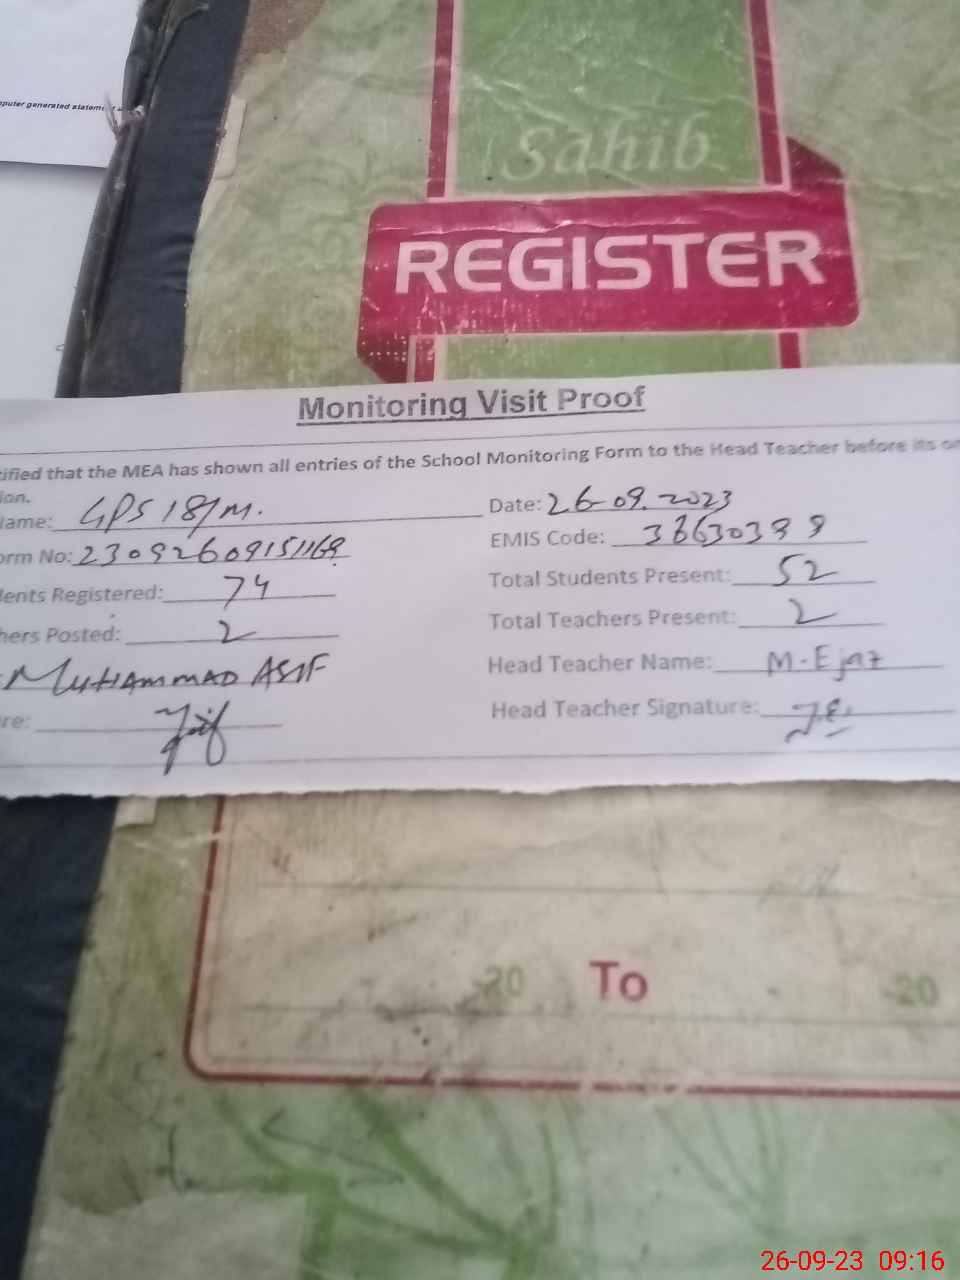 puter generated statem
Sahib
REGISTER
Monitoring Visit Proof
ified that the MEA has shown all entries of the School Monitoring Form to the Head Teacher before its on
ion.
Name: GPS 18/M.
Date: 26-09.2023
orm No: 23092609151168
EMIS Code:
dents Registered: 74
Total Students Present: 52
hers Posted: 2
Total Teachers Present: 2
MUHAMMAD ASIF
Head Teacher Name: M-Ejaz
re:
Head Teacher Signature:
-20 To -20
26-09-23 09:16